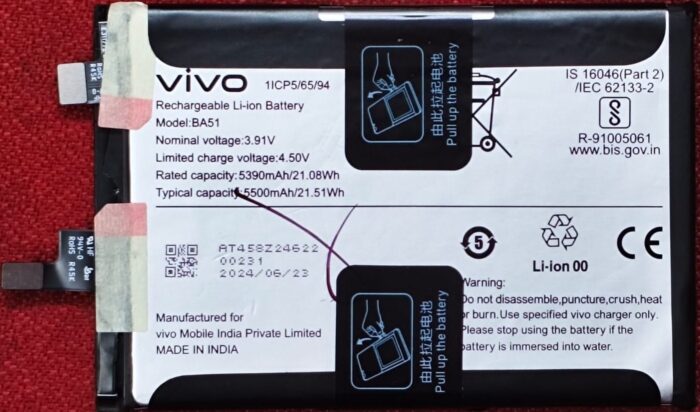 vivo 1ICP5/65/94
Rechargeable Li-ion Battery
Model:BA51
Nominal voltage:3.91V
Limited charge voltage:4.50V
Rated capacity:5390mAh/21.08Wh
Typical capacity:5500mAh/21.51Wh
由此拉起电池
Pull up the battery
IS 16046(Part 2)
/IEC 62133-2
R-91005061
www.bis.gov.in
AT458Z24622
00231
2024/06/23
Manufactured for
vivo Mobile India Private Limited
MADE IN INDIA
由此拉起电池
Pull up the battery
5
Li-ion 00
CE
Warning:
Do not disassemble,puncture,crush,heat
or burn.Use specified vivo charger only.
Please stop using the battery if the
battery is immersed into water.
HF
94V-0
RoHS R45K